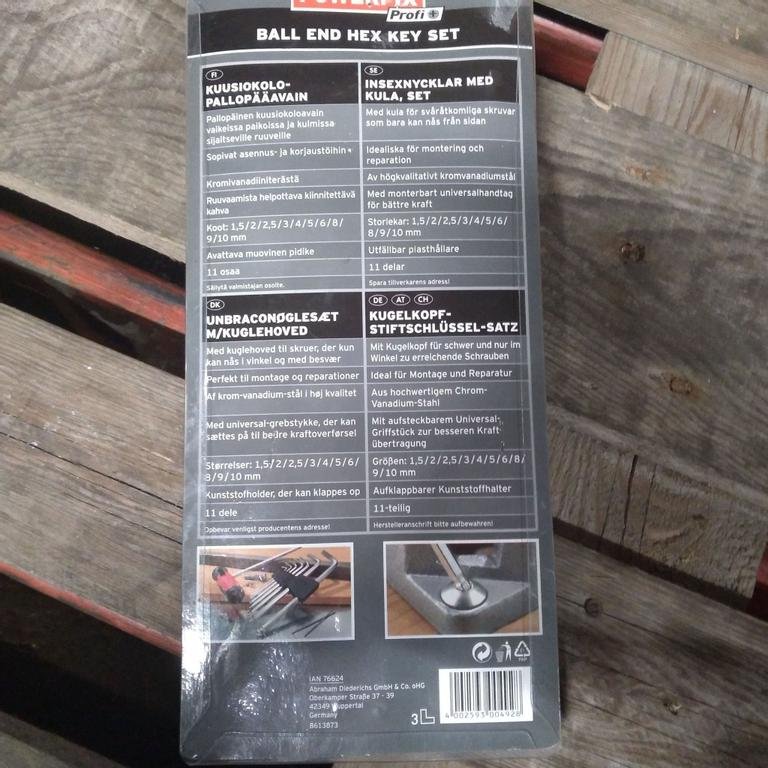 POWERFIX
Profi +
BALL END HEX KEY SET
FI
KUUSIOKOLO-
PALLOPÄÄAVAIN
Pallopäinen kuusiokoloavain
vaikeissa paikoissa ja kulmissa
sijaitseville ruuveille
Sopivat asennus- ja korjaustöihin
Kromivanadiiniterästä
Ruuvaamista helpottava kiinnitettävä
kahva
Koot: 1,5/2/2,5/3/4/5/6/8/
9/10 mm
Avattava muovinen pidike
11 osaa
Säilytä valmistajan osoite.
SE
INSEXNYCKLAR MED
KULA, SET
Med kula för svåråtkomliga skruvar
som bara kan nås från sidan
Idealiska för montering och
reparation
Av högkvalitativt kromvanadiumstål
Med monterbart universalhandtag
för bättre kraft
Storlekar: 1,5/2/2,5/3/4/5/6/
8/9/10 mm
Utfällbar plasthållare
11 delar
Spara tillverkarens adress!
DK
UNBRACONØGLESÆT
M/KUGLEHOVED
Med kuglehoved til skruer, der kun
kan nås i vinkel og med besvær
Perfekt til montage og reparationer
Af krom-vanadium-stål i høj kvalitet
Med universal-grebstykke, der kan
sættes på til bedre kraftoverførsel
Størrelser: 1,5/2/2,5/3/4/5/6/
8/9/10 mm
Kunststofholder, der kan klappes op
11 dele
Opbevar venligst producentens adresse!
DE AT CH
KUGELKOPF-
STIFTSCHLÜSSEL-SATZ
Mit Kugelkopf für schwer und nur im
Winkel zu erreichende Schrauben
Ideal für Montage und Reparatur
Aus hochwertigem Chrom-
Vanadium-Stahl
Mit aufsteckbarem Universal-
Griffstück zur besseren Kraft-
übertragung
Größen: 1,5/2/2,5/3/4/5/6/8/
9/10 mm
Aufklappbarer Kunststoffhalter
11-teilig
Herstelleranschrift bitte aufbewahren!
IAN 76624
Abraham Diederichs GmbH & Co. oHG
Oberkamper Straße 37 - 39
42349 Wuppertal
Germany
8613873
3
PAP
4 002593 004928